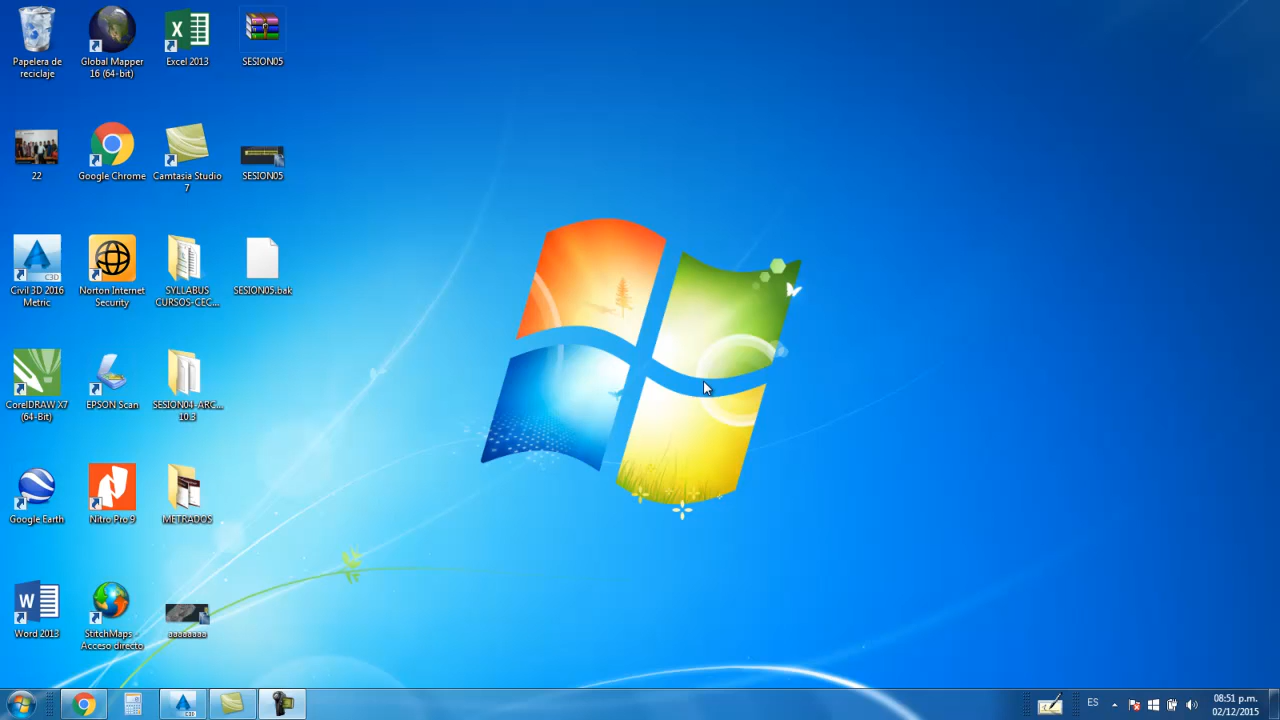 Papelera de
reciclaje
Global Mapper
16 (64-bit)
Excel 2013
SESION05
22
Google Chrome
Camtasia Studio
7
SESION05
Civil 3D 2016
Metric
Norton Internet
Security
SYLLABUS
CURSOS-CEC...
SESION05.bak
CorelDRAW X7
(64-Bit)
EPSON Scan
SESION04-ARC...
10.3
Google Earth
Nitro Pro 9
METRADOS
Word 2013
StitchMaps -
Acceso directo
aaaaaaaa
ES
08:51 p.m.
02/12/2015